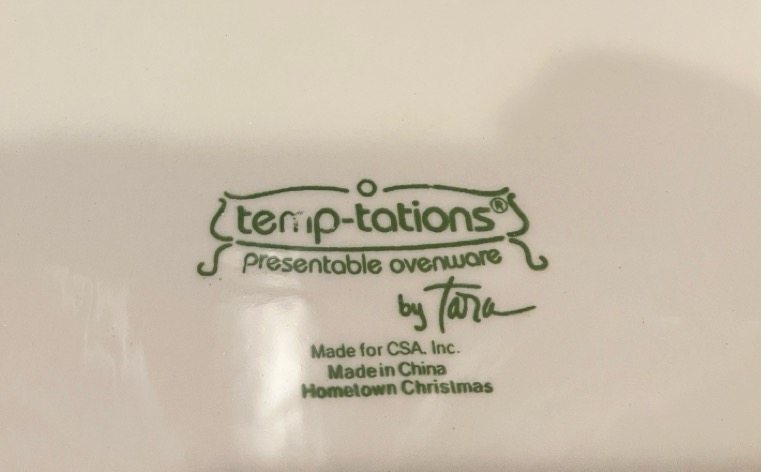 temp-tations®
presentable ovenware
by Tara
Made for CSA. Inc.
Made in China
Hometown Christmas